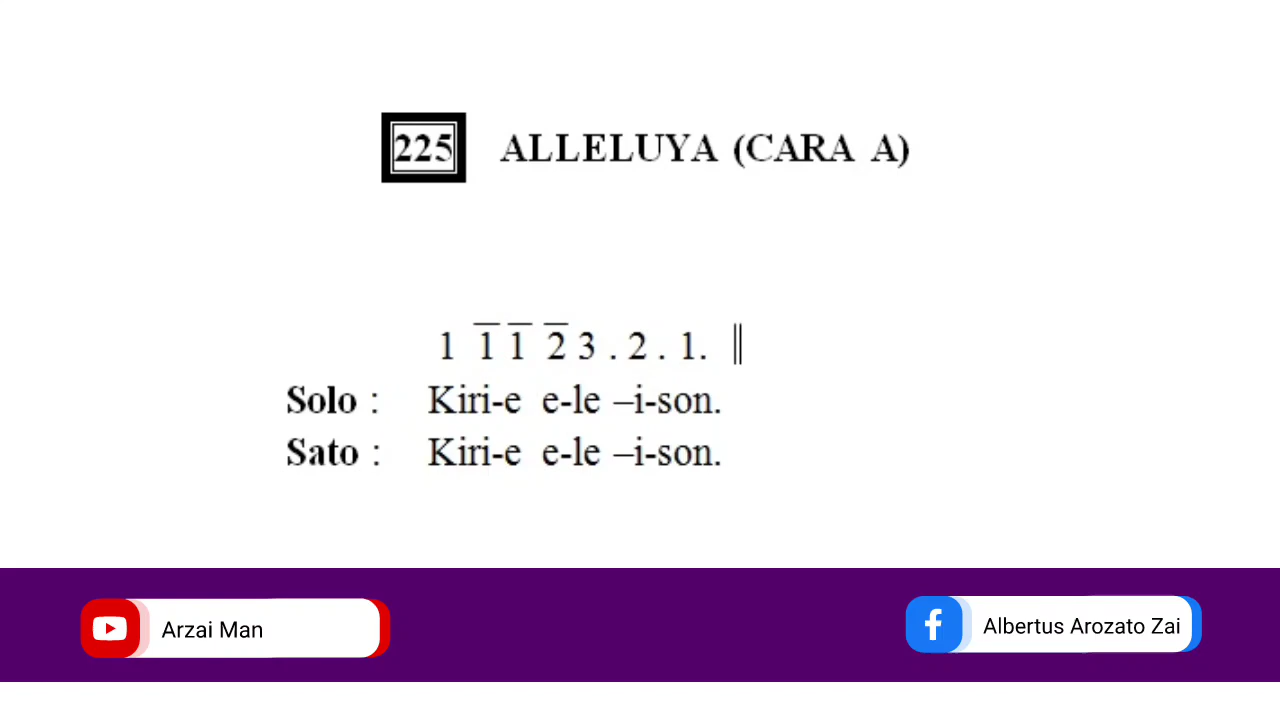 225 ALLELUYA (CARA A)
1 1̅ 1̅ 2̅ 3 . 2 . 1. ‖
Solo : Kiri-e e-le –i-son.
Sato : Kiri-e e-le –i-son.
Arzai Man
Albertus Arozato Zai